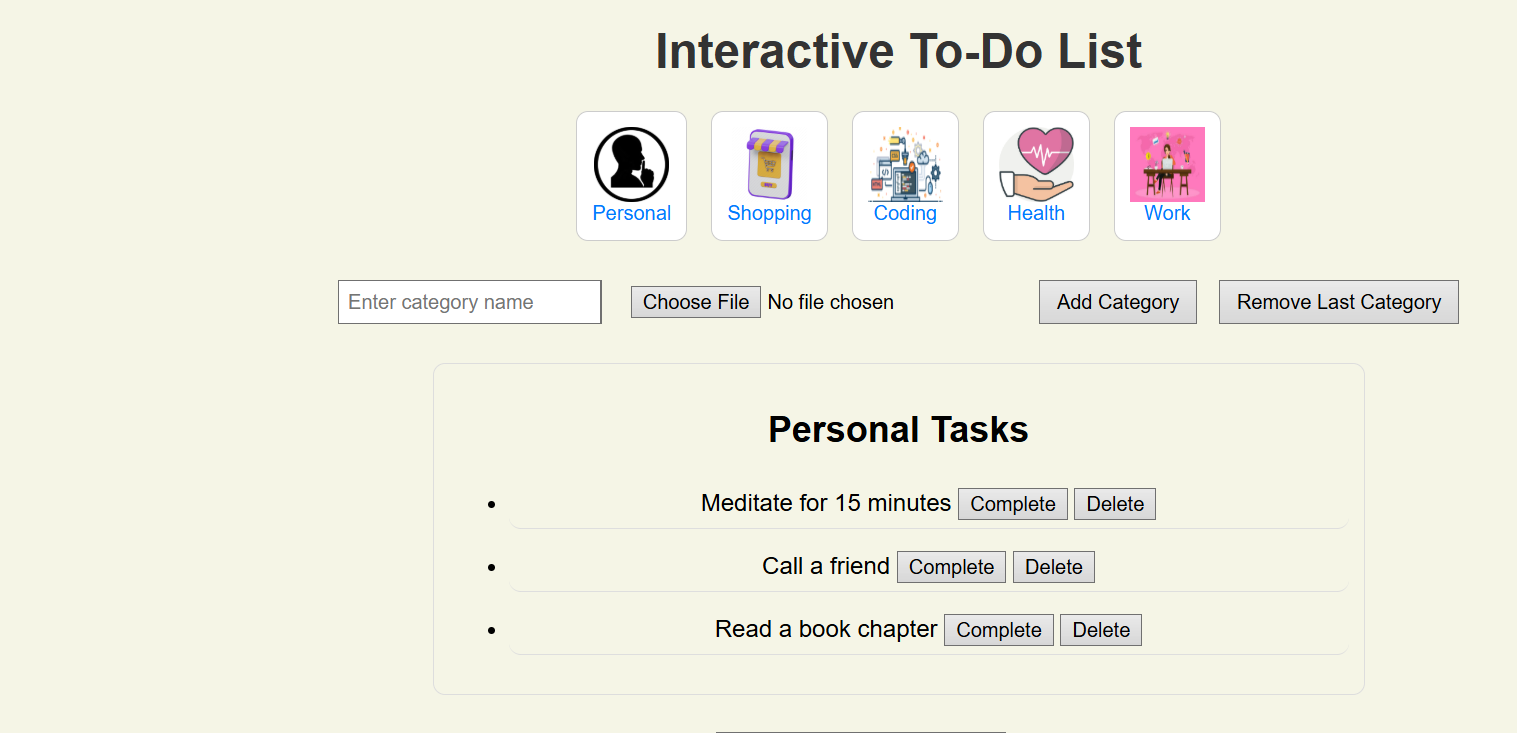 Interactive To-Do List
Personal Shopping Coding Health Work
Enter category name Choose File No file chosen Add Category Remove Last Category
Personal Tasks
Meditate for 15 minutes Complete Delete
Call a friend Complete Delete
Read a book chapter Complete Delete